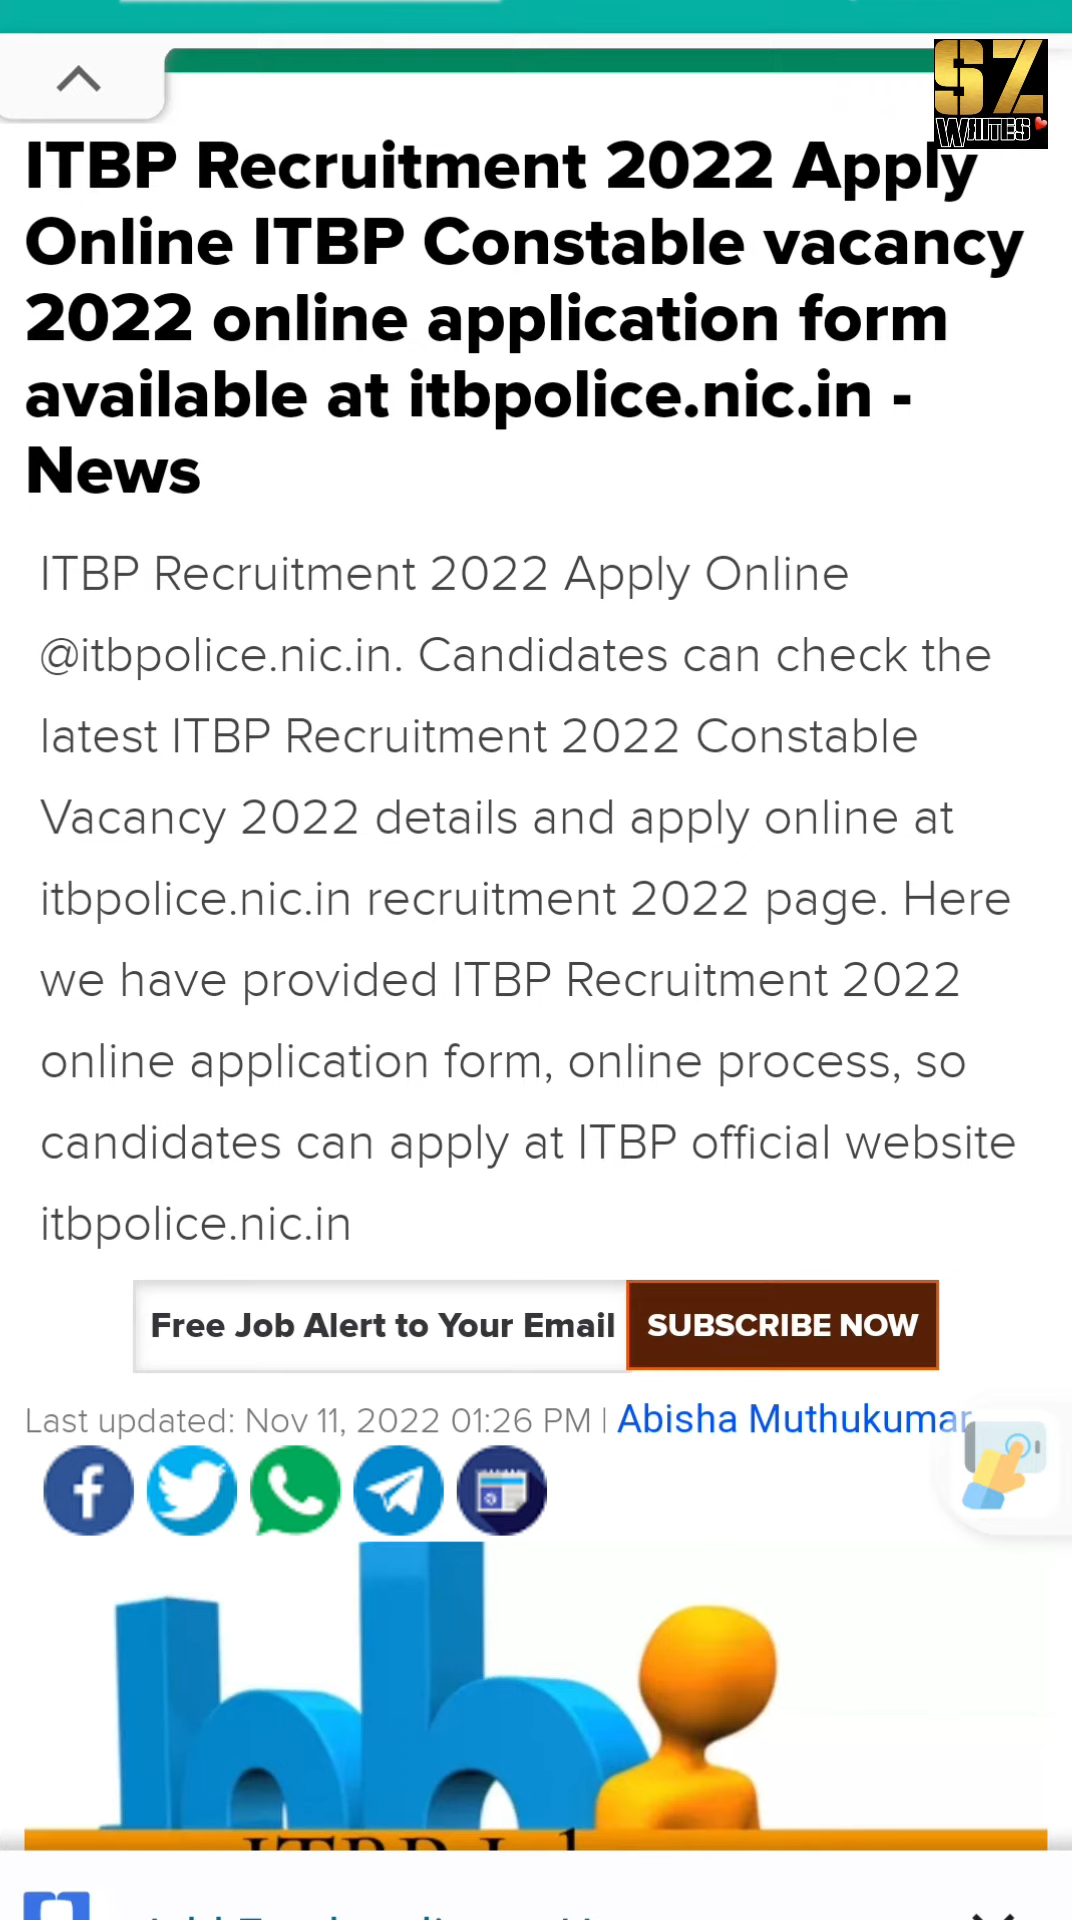 SZ
WRITES
ITBP Recruitment 2022 Apply
Online ITBP Constable vacancy
2022 online application form
available at itbpolice.nic.in -
News
ITBP Recruitment 2022 Apply Online
@itbpolice.nic.in. Candidates can check the
latest ITBP Recruitment 2022 Constable
Vacancy 2022 details and apply online at
itbpolice.nic.in recruitment 2022 page. Here
we have provided ITBP Recruitment 2022
online application form, online process, so
candidates can apply at ITBP official website
itbpolice.nic.in
Free Job Alert to Your Email SUBSCRIBE NOW
Last updated: Nov 11, 2022 01:26 PM | Abisha Muthukumar